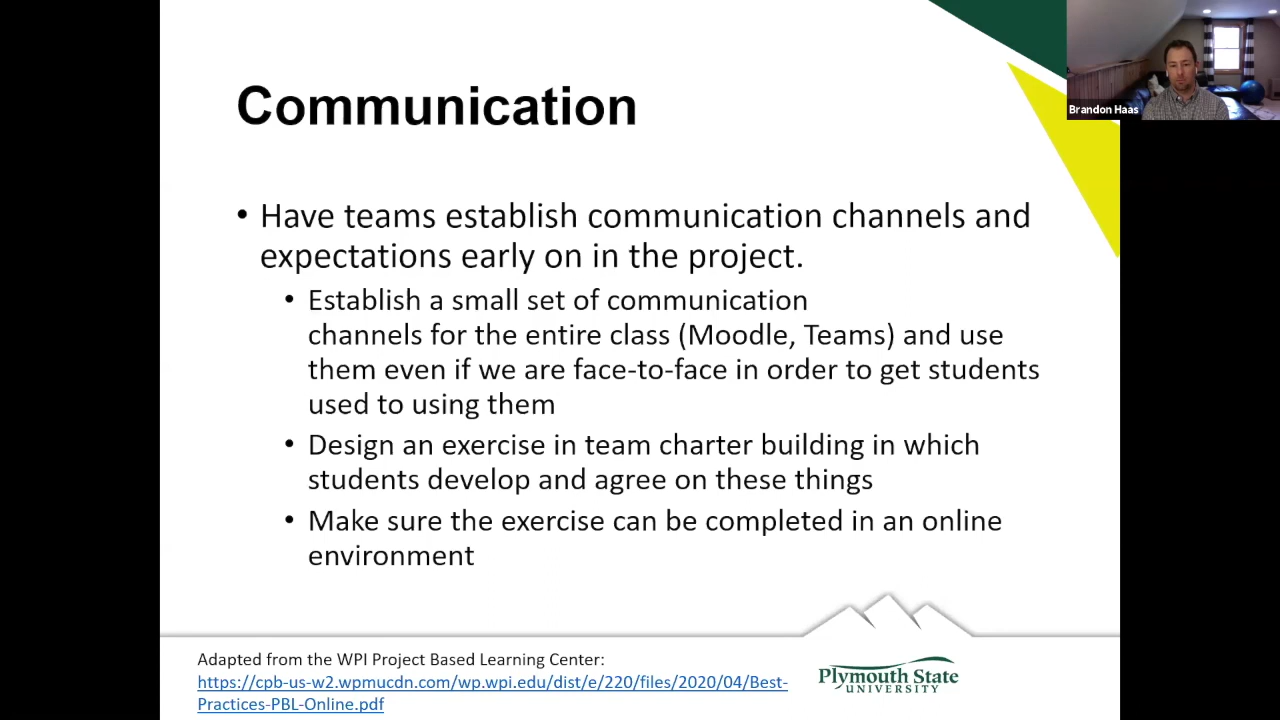 Communication
Brandon Haas
• Have teams establish communication channels and
expectations early on in the project.
• Establish a small set of communication
channels for the entire class (Moodle, Teams) and use
them even if we are face-to-face in order to get students
used to using them
• Design an exercise in team charter building in which
students develop and agree on these things
• Make sure the exercise can be completed in an online
environment
Adapted from the WPI Project Based Learning Center:
https://cpb-us-w2.wpmucdn.com/wp.wpi.edu/dist/e/220/files/2020/04/Best-
Practices-PBL-Online.pdf
Plymouth State
UNIVERSITY